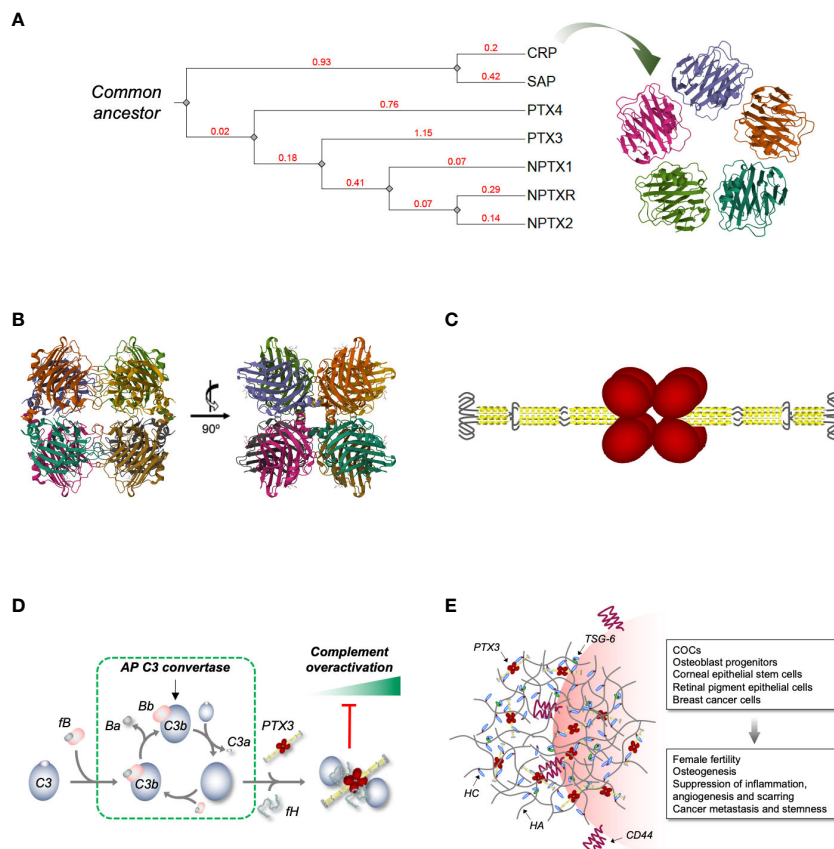 A
0.93
0.2
CRP
0.42
SAP
Common
ancestor
0.76
PTX4
0.02
1.15
PTX3
0.18
0.07
NPTX1
0.41
0.29
NPTXR
0.07
0.14
NPTX2
B
90º
C
D
Complement
overactivation
AP C3 convertase
fB
Ba
Bb
C3b
C3a
PTX3
C3
C3b
fH
E
PTX3
TSG-6
HC
HA
CD44
COCs
Osteoblast progenitors
Corneal epithelial stem cells
Retinal pigment epithelial cells
Breast cancer cells
Female fertility
Osteogenesis
Suppression of inflammation,
angiogenesis and scarring
Cancer metastasis and stemness